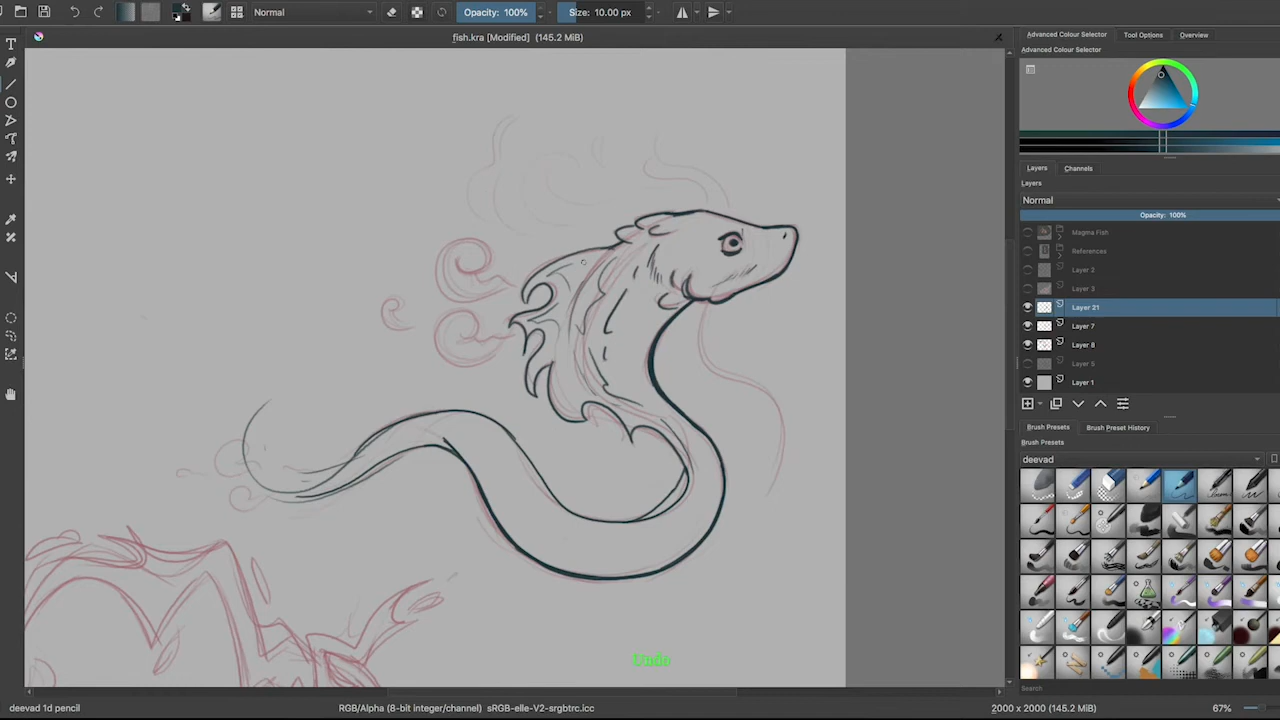 Normal
Opacity: 100%
Size: 10.00 px
fish.kra [Modified] (145.2 MiB)
Advanced Colour Selector
Tool Options
Overview
Advanced Colour Selector
Layers
Channels
Layers
Normal
Opacity: 100%
Magma Fish
References
Layer 2
Layer 3
Layer 21
Layer 7
Layer 6
Layer 5
Layer 1
Brush Presets
Brush Preset History
Brush Presets
deevad
Undo
Search
deevad 1d pencil
RGB/Alpha (8-bit integer/channel) sRGB-elle-V2-srgbtrc.icc
2000 x 2000 (145.2 MiB)
67%